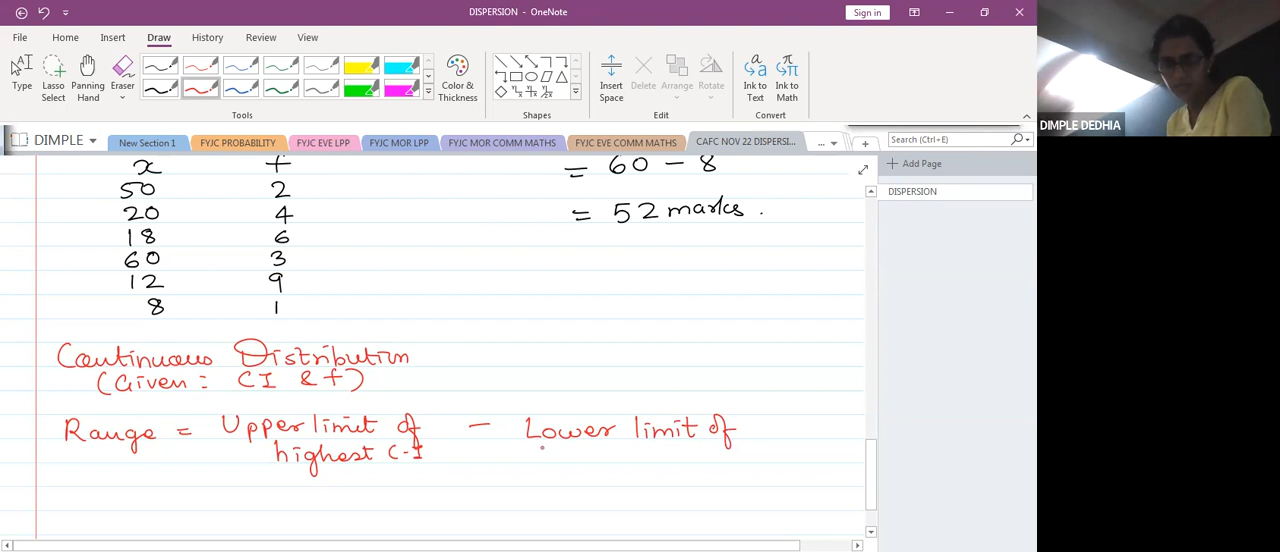 DISPERSION - OneNote
Sign in
File Home Insert Draw History Review View
Type
Lasso Select
Panning Hand
Eraser
Color & Thickness
Insert Space
Delete
Arrange
Rotate
Ink to Text
Ink to Math
Tools
Shapes
Edit
Convert
DIMPLE DEDHIA
DIMPLE
New Section 1
FYJC PROBABILITY
FYJC EVE LPP
FYJC MOR LPP
FYJC MOR COMM MATHS
FYJC EVE COMM MATHS
CAFC NOV 22 DISPERSI...
...
Search (Ctrl+E)
Add Page
DISPERSION
x f
50 2
20 4
18 6
60 3
12 9
8 1
= 60 - 8
= 52 marks.
Continuous Distribution
(Given: CI & f)
Range = Upper limit of - Lower limit of
highest C-I